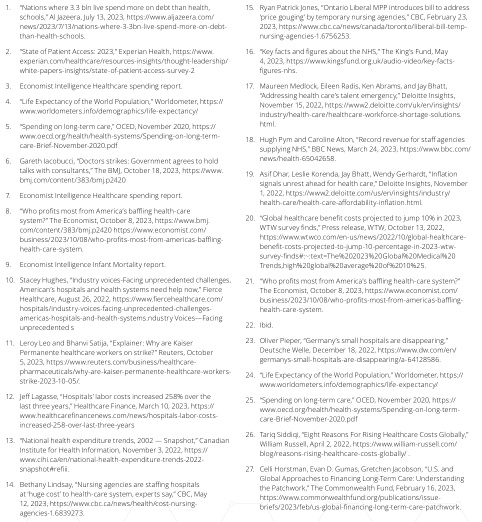 1. "Nations where 3.3 bn live spend more on debt than health,
schools," Al Jazeera, July 13, 2023, https://www.aljazeera.com/
news/2023/7/13/nations-where-3-3bn-live-spend-more-on-debt-
than-health-schools.
2. "State of Patient Access: 2023," Experian Health, https://www.
experian.com/healthcare/resources-insights/thought-leadership/
white-papers-insights/state-of-patient-access-survey-2
3. Economist Intelligence Healthcare spending report.
4. "Life Expectancy of the World Population," Worldometer, https://
www.worldometers.info/demographics/life-expectancy/
5. "Spending on long-term care," OCED, November 2020, https://
www.oecd.org/health/health-systems/Spending-on-long-term-
care-Brief-November-2020.pdf
6. Gareth Iacobucci, "Doctors strikes: Government agrees to hold
talks with consultants," The BMJ, October 18, 2023, https://www.
bmj.com/content/383/bmj.p2420
7. Economist Intelligence Healthcare spending report.
8. "Who profits most from America's baffling health-care
system?" The Economist, October 8, 2023, https://www.bmj.
com/content/383/bmj.p2420 https://www.economist.com/
business/2023/10/08/who-profits-most-from-americas-baffling-
health-care-system.
9. Economist Intelligence Infant Mortality report.
10. Stacey Hughes, "Industry voices-Facing unprecedented challenges,
American's hospitals and health systems need help now," Fierce
Healthcare, August 26, 2022, https://www.fiercehealthcare.com/
hospitals/industry-voices-facing-unprecedented-challenges-
americas-hospitals-and-health-systems.ndustry Voices—Facing
unprecedented s
11. Leroy Leo and Bhanvi Satija, "Explainer: Why are Kaiser
Permanente healthcare workers on strike?" Reuters, October
5, 2023, https://www.reuters.com/business/healthcare-
pharmaceuticals/why-are-kaiser-permanente-healthcare-workers-
strike-2023-10-05/.
12. Jeff Lagasse, "Hospitals' labor costs increased 258% over the
last three years," Healthcare Finance, March 10, 2023, https://
www.healthcarefinancenews.com/news/hospitals-labor-costs-
increased-258-over-last-three-years
13. "National health expenditure trends, 2002 — Snapshot," Canadian
Institute for Health Information, November 3, 2022, https://
www.cihi.ca/en/national-health-expenditure-trends-2022-
snapshot#refiii.
14. Bethany Lindsay, "Nursing agencies are staffing hospitals
at 'huge cost' to health-care system, experts say," CBC, May
12, 2023, https://www.cbc.ca/news/health/cost-nursing-
agencies-1.6839273.
15. Ryan Patrick Jones, "Ontario Liberal MPP introduces bill to address
'price gouging' by temporary nursing agencies," CBC, February 23,
2023, https://www.cbc.ca/news/canada/toronto/liberal-bill-temp-
nursing-agencies-1.6756253.
16. "Key facts and figures about the NHS," The King's Fund, May
4, 2023, https://www.kingsfund.org.uk/audio-video/key-facts-
figures-nhs.
17. Maureen Medlock, Eileen Radis, Ken Abrams, and Jay Bhatt,
"Addressing health care's talent emergency," Deloitte Insights,
November 15, 2022, https://www2.deloitte.com/uk/en/insights/
industry/health-care/healthcare-workforce-shortage-solutions.
html.
18. Hugh Pym and Caroline Alton, "Record revenue for staff agencies
supplying NHS," BBC News, March 24, 2023, https://www.bbc.com/
news/health-65042658.
19. Asif Dhar, Leslie Korenda, Jay Bhatt, Wendy Gerhardt, "Inflation
signals unrest ahead for health care," Deloitte Insights, November
1, 2022, https://www2.deloitte.com/us/en/insights/industry/
health-care/health-care-affordability-inflation.html.
20. "Global healthcare benefit costs projected to jump 10% in 2023,
WTW survey finds," Press release, WTW, October 13, 2022,
https://www.wtwco.com/en-us/news/2022/10/global-healthcare-
benefit-costs-projected-to-jump-10-percentage-in-2023-wtw-
survey-finds#:~:text=The%202023%20Global%20Medical%20
Trends,high%20global%20average%20of%2010%25.
21. "Who profits most from America's baffling health-care system?"
The Economist, October 8, 2023, https://www.economist.com/
business/2023/10/08/who-profits-most-from-americas-baffling-
health-care-system.
22. Ibid.
23. Oliver Pieper, "Germany's small hospitals are disappearing,"
Deutsche Welle, December 18, 2022, https://www.dw.com/en/
germanys-small-hospitals-are-disappearing/a-64128586.
24. "Life Expectancy of the World Population," Worldometer, https://
www.worldometers.info/demographics/life-expectancy/
25. "Spending on long-term care," OCED, November 2020, https://
www.oecd.org/health/health-systems/Spending-on-long-term-
care-Brief-November-2020.pdf
26. Tariq Siddiqi, "Eight Reasons For Rising Healthcare Costs Globally,"
William Russell, April 2, 2022, https://www.william-russell.com/
blog/reasons-rising-healthcare-costs-globally/ .
27. Celli Horstman, Evan D. Gumas, Gretchen Jacobson, "U.S. and
Global Approaches to Financing Long-Term Care: Understanding
the Patchwork," The Commonwealth Fund, February 16, 2023,
https://www.commonwealthfund.org/publications/issue-
briefs/2023/feb/us-global-financing-long-term-care-patchwork.